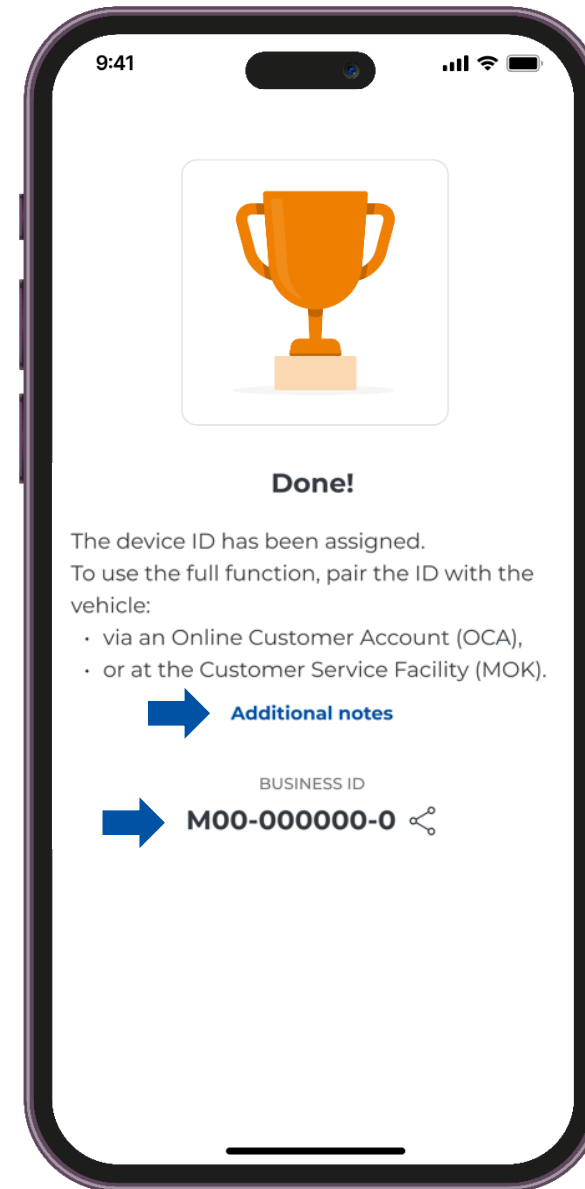 9:41
Done!
The device ID has been assigned.
To use the full function, pair the ID with the
vehicle:
• via an Online Customer Account (OCA),
• or at the Customer Service Facility (MOK).
Additional notes
BUSINESS ID
M00-000000-0